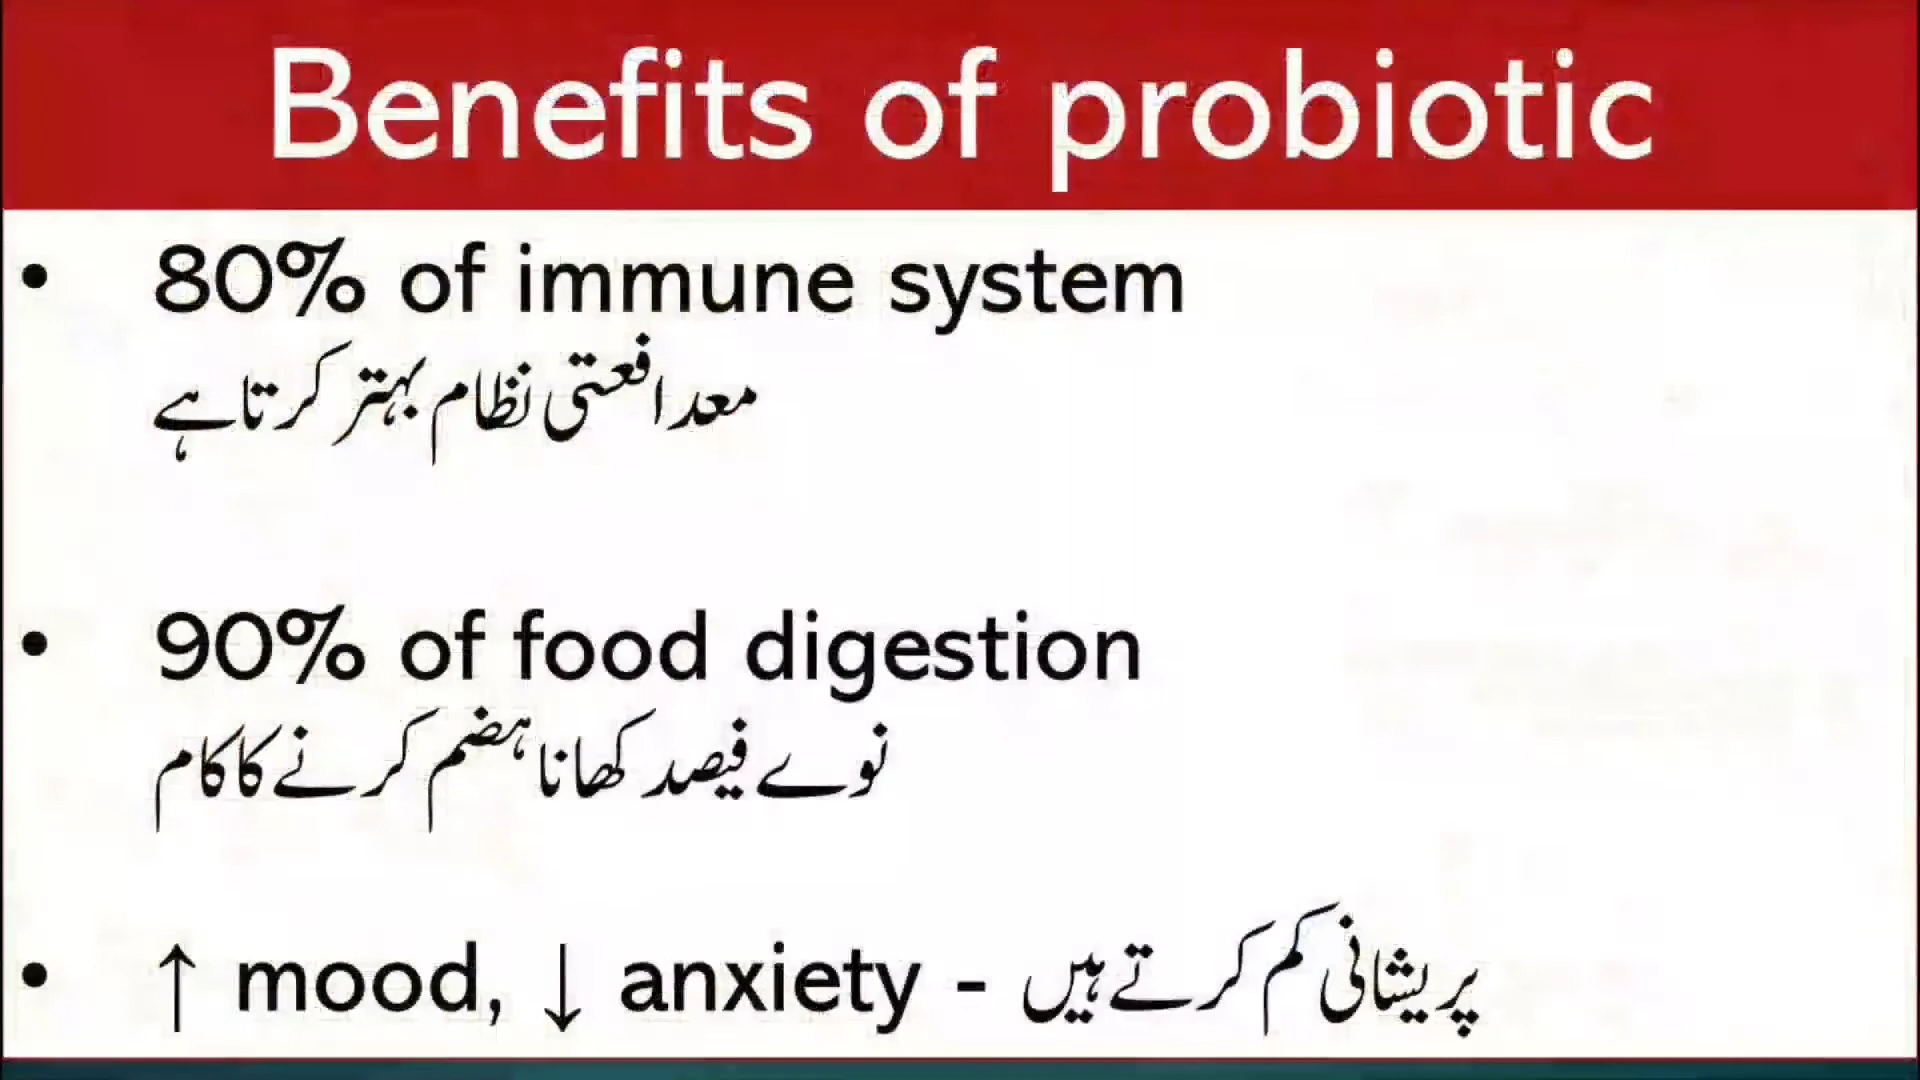 Benefits of probiotic
• 80% of immune system
معدافعتی نظام بہتر کرتا ہے
• 90% of food digestion
نوے فیصد کھانا ہضم کرنے کا کام
• ↑ mood, ↓ anxiety - پریشانی کم کرتے ہیں